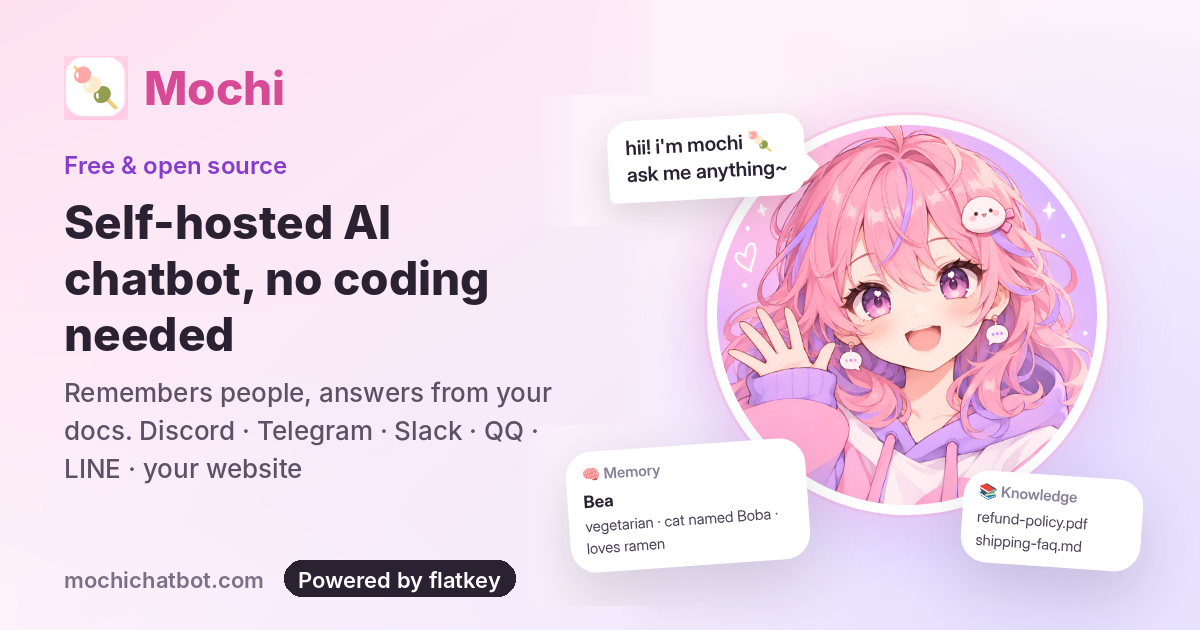 Mochi
Free & open source
Self-hosted AI
chatbot, no coding
needed
Remembers people, answers from your
docs. Discord · Telegram · Slack · QQ ·
LINE · your website
mochichatbot.com
Powered by flatkey
hii! i'm mochi 🍡
ask me anything~
🧠 Memory
Bea
vegetarian · cat named Boba ·
loves ramen
📚 Knowledge
refund-policy.pdf
shipping-faq.md